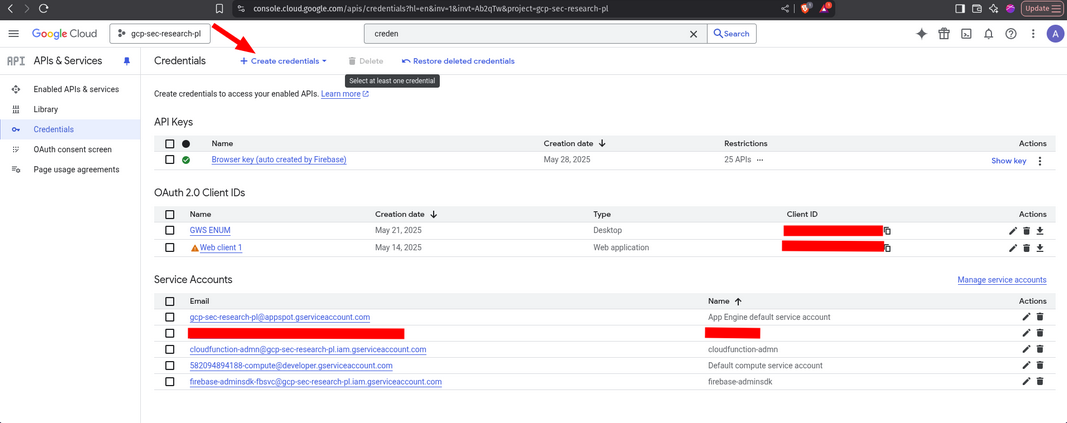 console.cloud.google.com/apis/credentials?hl=en&inv=1&invt=Ab2qTw&project=gcp-sec-research-pl
Update
Google Cloud
gcp-sec-research-pl
creden
Search
A
API APIs & Services
Credentials
Create credentials
Delete
Restore deleted credentials
Select at least one credential
Enabled APIs & services
Library
Credentials
OAuth consent screen
Page usage agreements
Create credentials to access your enabled APIs. Learn more
API Keys
Name Creation date Restrictions Actions
Browser key (auto created by Firebase) May 28, 2025 25 APIs Show key
OAuth 2.0 Client IDs
Name Creation date Type Client ID Actions
GWS ENUM May 21, 2025 Desktop
Web client 1 May 14, 2025 Web application
Service Accounts Manage service accounts
Email Name Actions
gcp-sec-research-pl@appspot.gserviceaccount.com App Engine default service account
cloudfunction-admn@gcp-sec-research-pl.iam.gserviceaccount.com cloudfunction-admn
582094894188-compute@developer.gserviceaccount.com Default compute service account
firebase-adminsdk-fbsvc@gcp-sec-research-pl.iam.gserviceaccount.com firebase-adminsdk